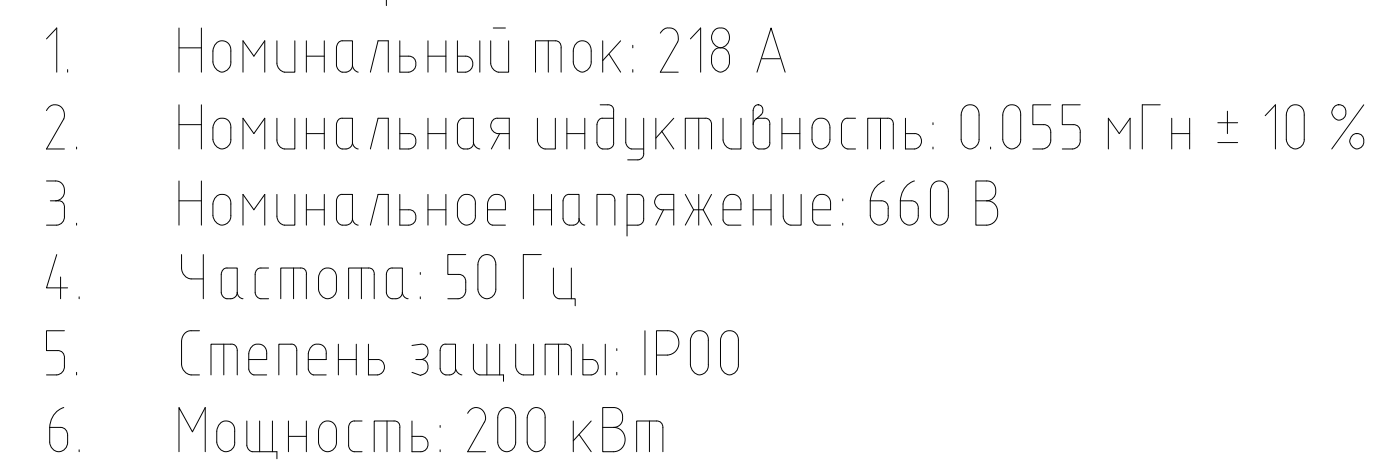 1. Номинальный ток: 218 А
2. Номинальная индуктивность: 0.055 мГн ± 10 %
3. Номинальное напряжение: 660 В
4. Частота: 50 Гц
5. Степень защиты: IP00
6. Мощность: 200 кВт